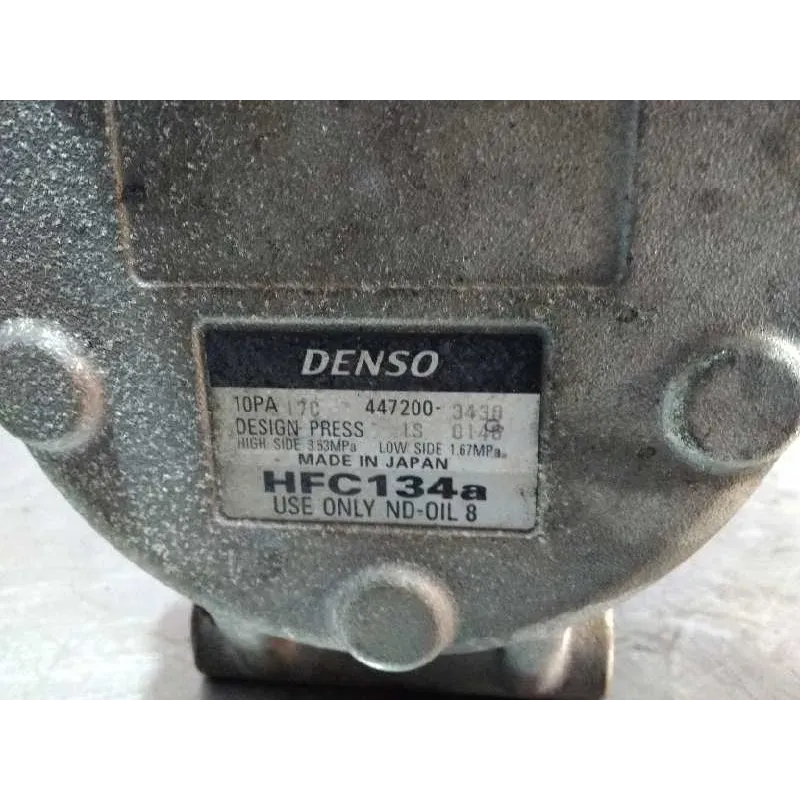 DENSO
10PA 17C 447200-3430
DESIGN PRESS LS
HIGH SIDE 3.53MPa LOW SIDE 1.67MPa
MADE IN JAPAN
HFC134a
USE ONLY ND-OIL 8